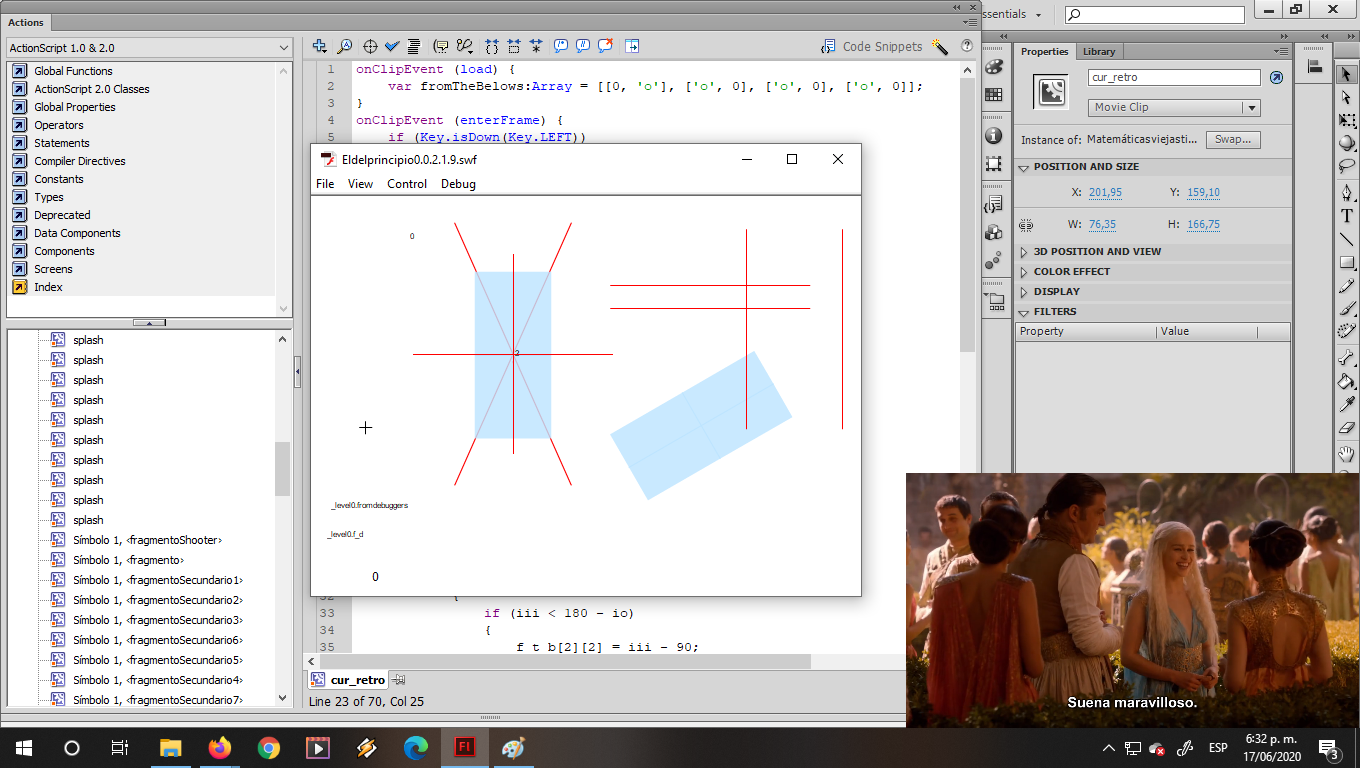 ssentials
Actions
ActionScript 1.0 & 2.0
Global Functions
ActionScript 2.0 Classes
Global Properties
Operators
Statements
Compiler Directives
Constants
Types
Deprecated
Data Components
Components
Screens
Index
splash
splash
splash
splash
splash
splash
splash
splash
splash
splash
Símbolo 1, <fragmentoShooter>
Símbolo 1, <fragmento>
Símbolo 1, <fragmentoSecundario1>
Símbolo 1, <fragmentoSecundario2>
Símbolo 1, <fragmentoSecundario3>
Símbolo 1, <fragmentoSecundario6>
Símbolo 1, <fragmentoSecundario5>
Símbolo 1, <fragmentoSecundario4>
Símbolo 1, <fragmentoSecundario7>
Code Snippets
1 onClipEvent (load) {
2 var fromTheBelows:Array = [[0, 'o'], ['o', 0], ['o', 0], ['o', 0]];
3 }
4 onClipEvent (enterFrame) {
5 if (Key.isDown(Key.LEFT))
Eldelprincipio0.0.2.1.9.swf
File View Control Debug
0
2
_level0.fromdebuggers
_level0.f_d
0
32 {
33 if (iii < 180 - io)
34 {
35 f_t_b[2][2] = iii - 90;
cur_retro
Line 23 of 70, Col 25
Properties Library
cur_retro
Movie Clip
Instance of: Matemáticasviejasti... Swap...
POSITION AND SIZE
X: 201,95 Y: 159,10
W: 76,35 H: 166,75
3D POSITION AND VIEW
COLOR EFFECT
DISPLAY
FILTERS
Property Value
Suena maravilloso.
Fl
ESP
6:32 p. m.
17/06/2020
3